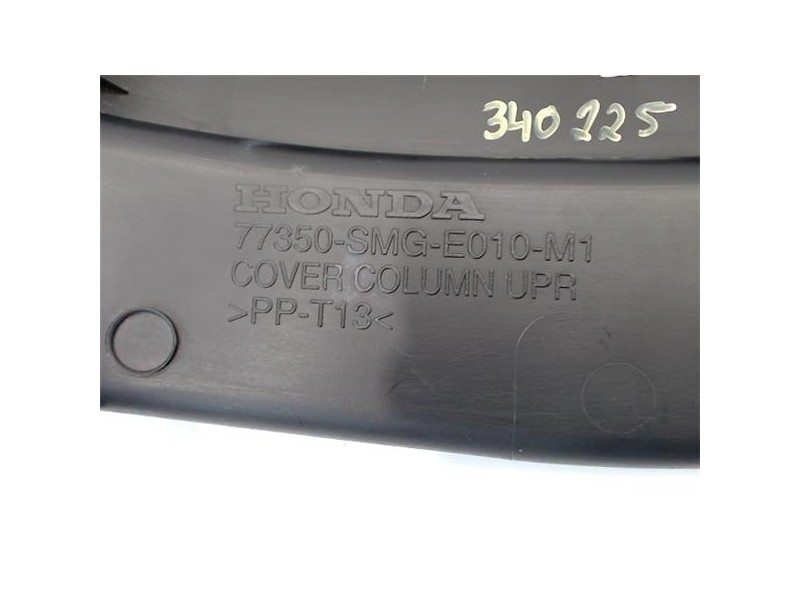 340225
HONDA
77350-SMG-E010-M1
COVER COLUMN UPR
>PP-T13<